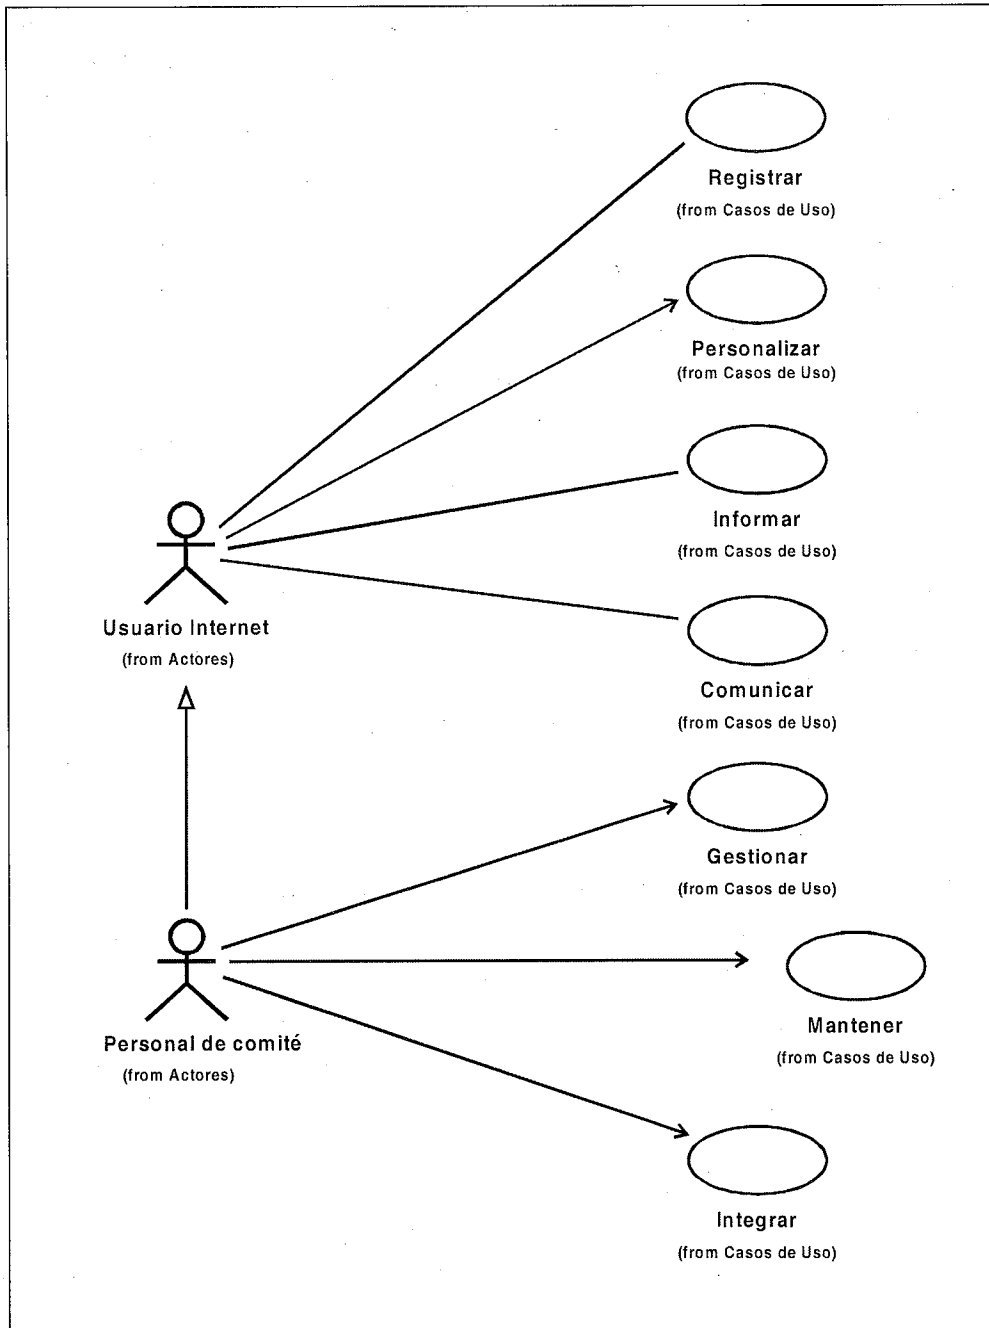 Registrar
(from Casos de Uso)
Personalizar
(from Casos de Uso)
Informar
(from Casos de Uso)
Usuario Internet
(from Actores)
Comunicar
(from Casos de Uso)
Gestionar
(from Casos de Uso)
Mantener
(from Casos de Uso)
Personal de comité
(from Actores)
Integrar
(from Casos de Uso)